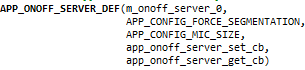 APP_ONOFF_SERVER_DEF(m_onoff_server_0,
APP_CONFIG_FORCE_SEGMENTATION,
APP_CONFIG_MIC_SIZE,
app_onoff_server_set_cb,
app_onoff_server_get_cb)